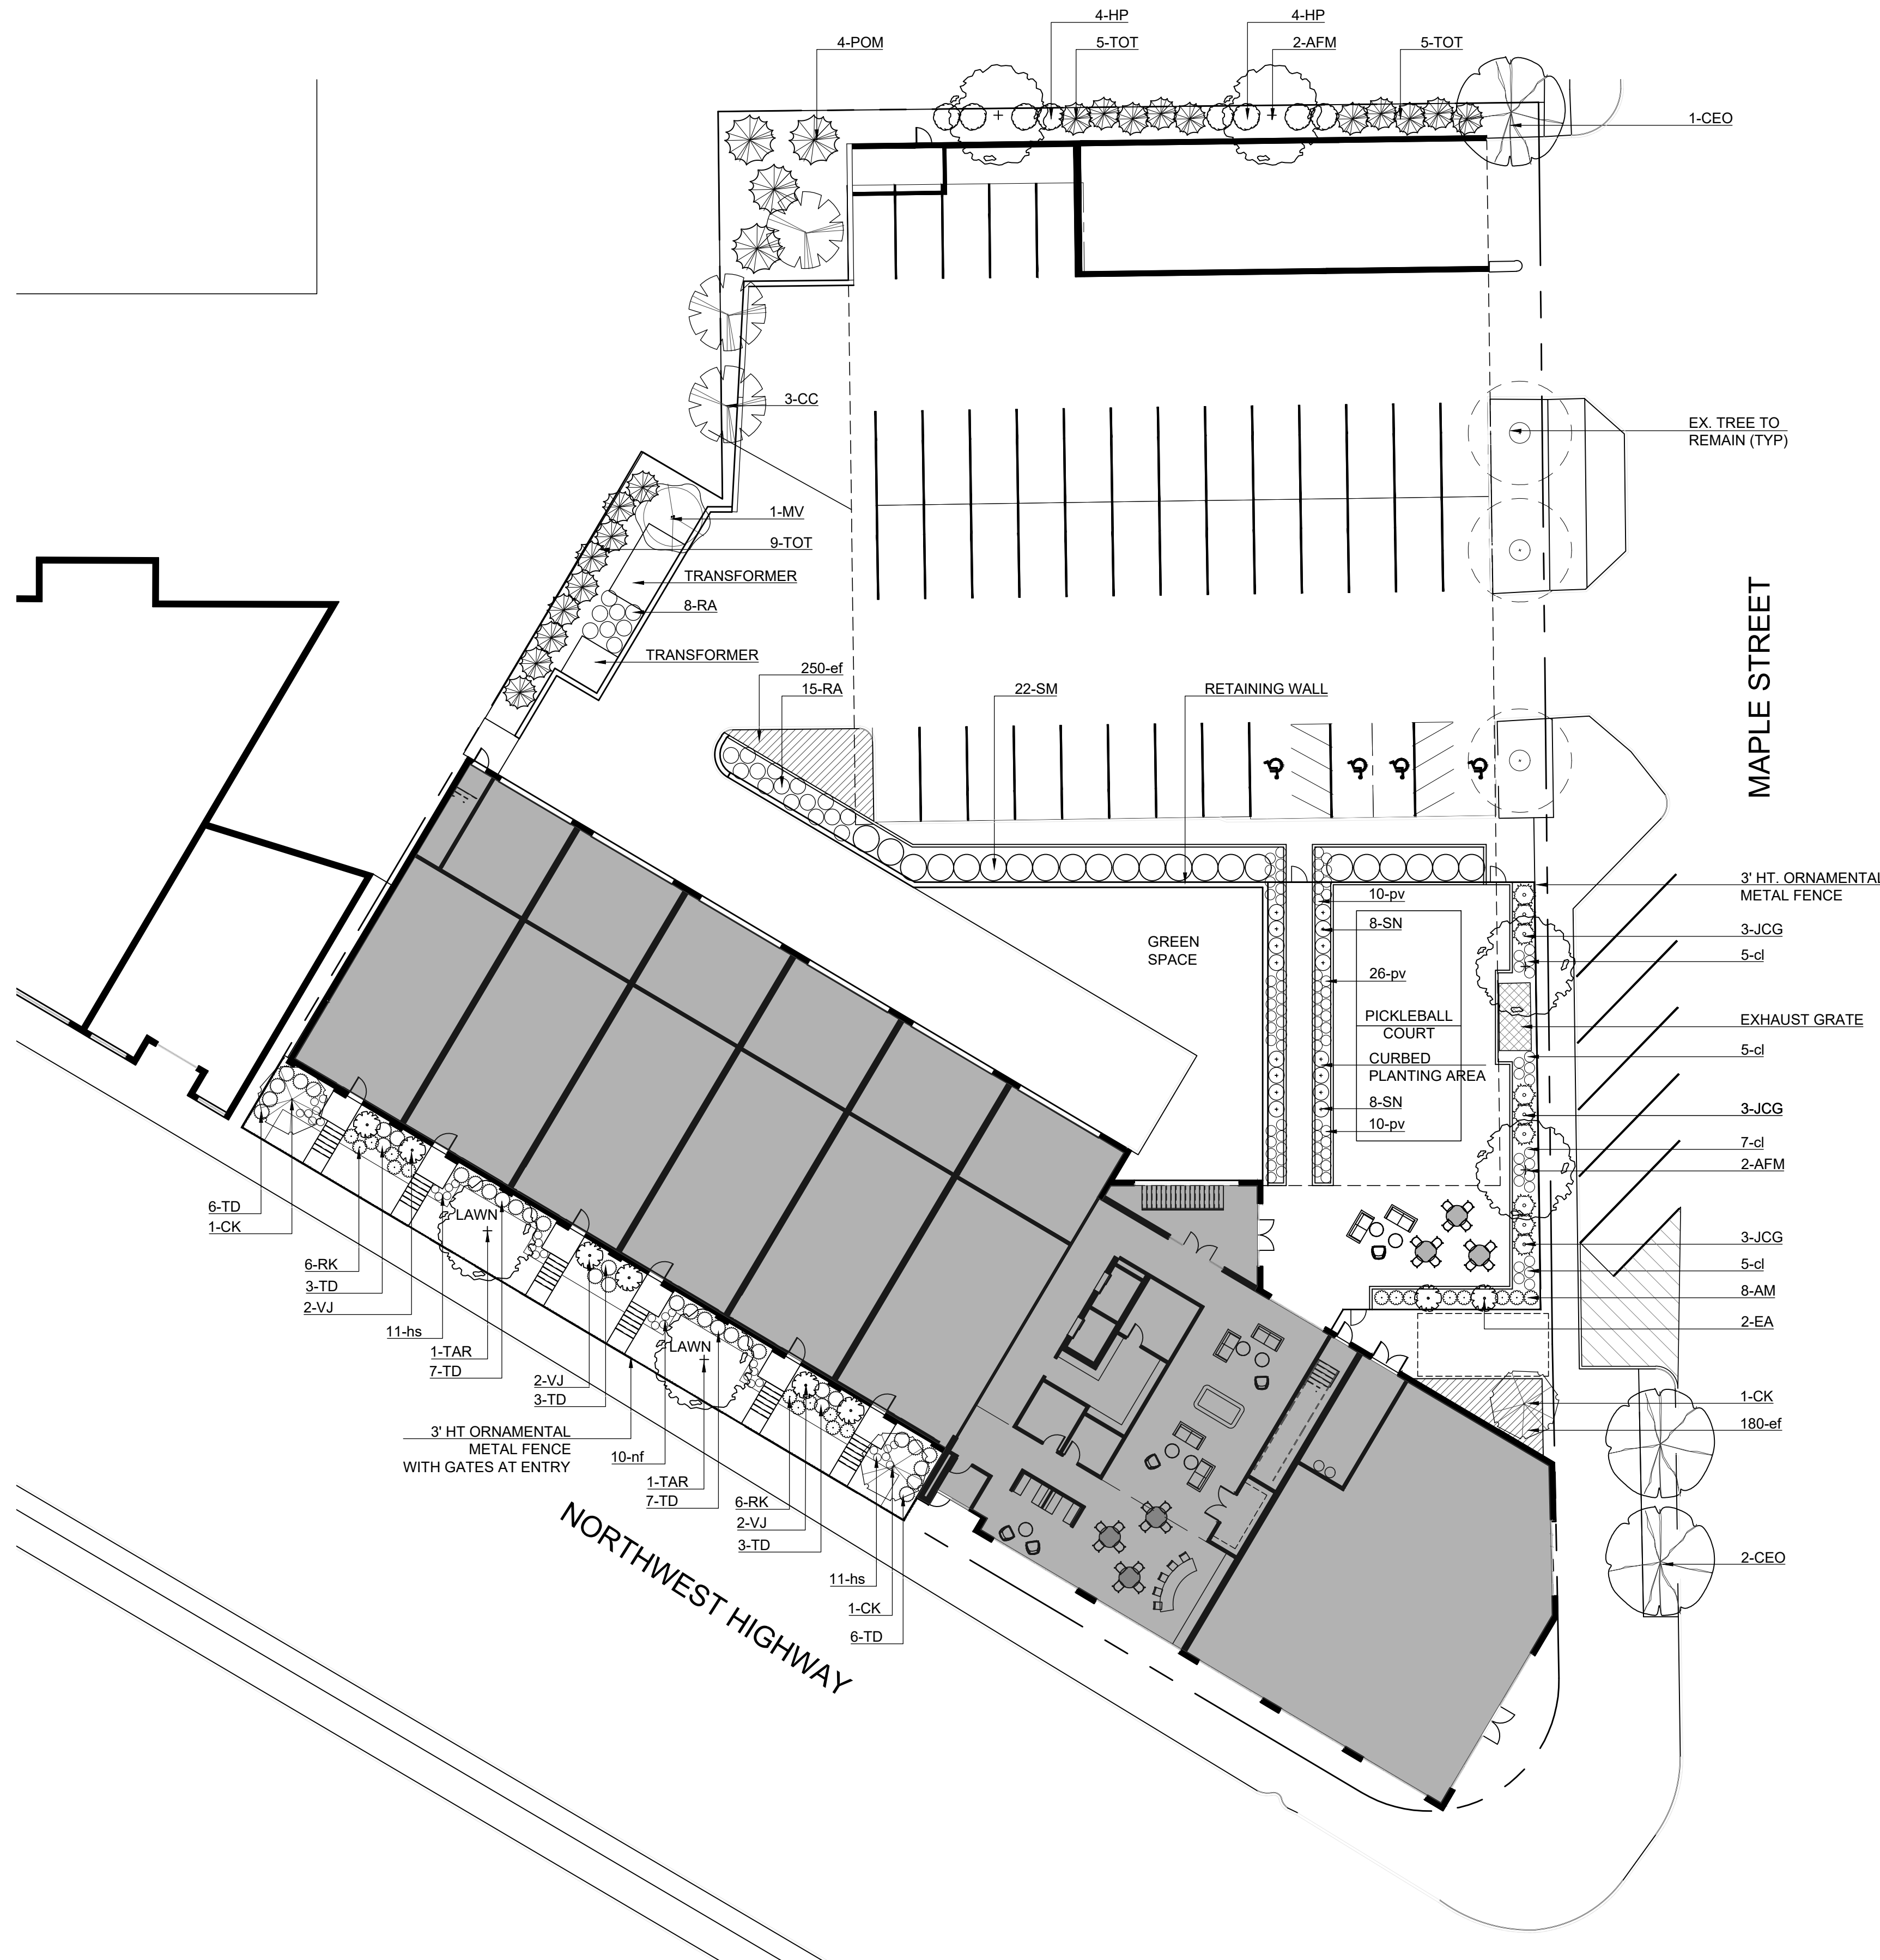 4-HP
4-HP
4-POM
5-TOT
2-AFM
5-TOT
1-CEO
3-CC
EX. TREE TO
REMAIN (TYP)
1-MV
9-TOT
TRANSFORMER
8-RA
TRANSFORMER
250-ef
15-RA
22-SM
RETAINING WALL
MAPLE STREET
3' HT. ORNAMENTAL
METAL FENCE
10-pv
8-SN
3-JCG
5-cl
GREEN
SPACE
26-pv
PICKLEBALL
COURT
EXHAUST GRATE
5-cl
CURBED
PLANTING AREA
8-SN
3-JCG
10-pv
7-cl
2-AFM
6-TD
1-CK
LAWN
3-JCG
6-RK
5-cl
3-TD
8-AM
2-VJ
2-EA
11-hs
LAWN
1-TAR
7-TD
2-VJ
3-TD
1-CK
180-ef
3' HT ORNAMENTAL
METAL FENCE
WITH GATES AT ENTRY
10-nf
1-TAR
7-TD
6-RK
2-VJ
3-TD
2-CEO
11-hs
1-CK
6-TD
NORTHWEST HIGHWAY